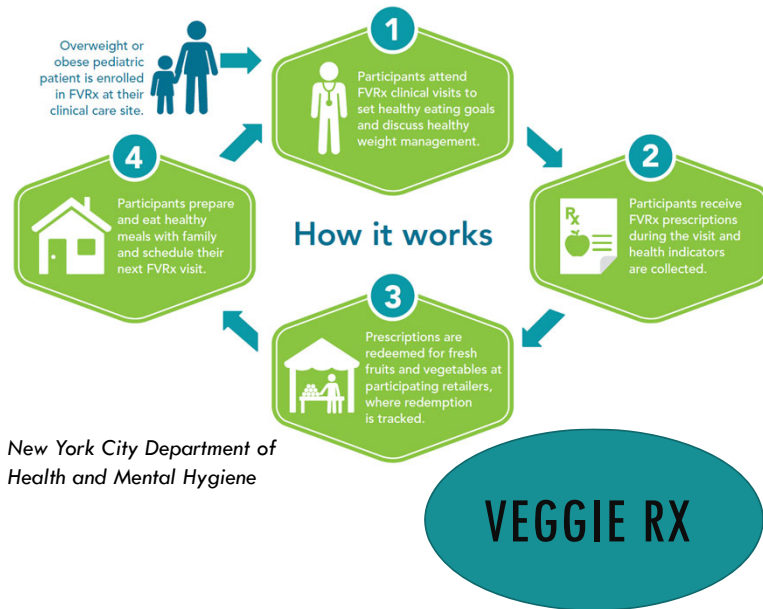 Overweight or
obese pediatric
patient is enrolled
in FVRx at their
clinical care site.
1
Participants attend
FVRx clinical visits to
set healthy eating goals
and discuss healthy
weight management.
2
Rx
Participants receive
FVRx prescriptions
during the visit and
health indicators
are collected.
How it works
3
Prescriptions are
redeemed for fresh
fruits and vegetables at
participating retailers,
where redemption
is tracked.
4
Participants prepare
and eat healthy
meals with family
and schedule their
next FVRx visit.
New York City Department of
Health and Mental Hygiene
VEGGIE RX